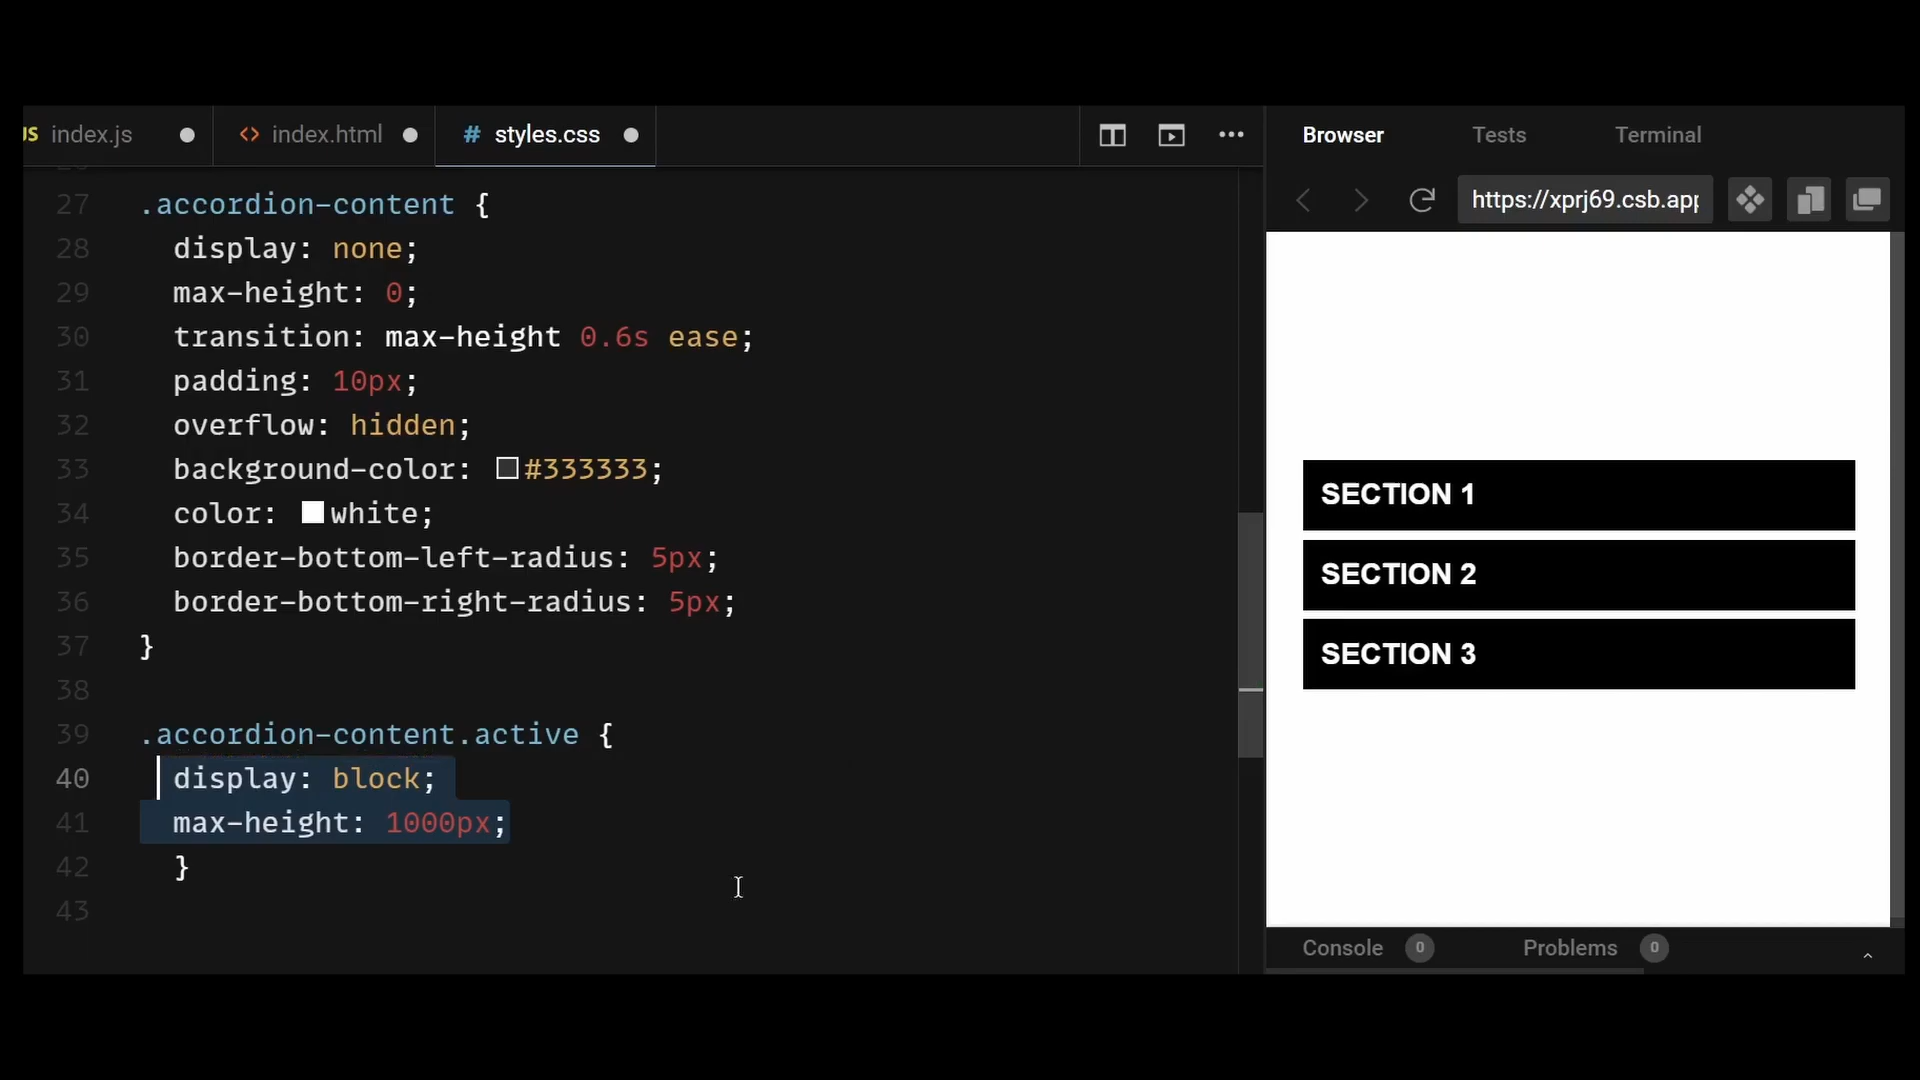 JS index.js
<> index.html
# styles.css
Browser Tests Terminal
https://xprj69.csb.app
27 .accordion-content {
28 display: none;
29 max-height: 0;
30 transition: max-height 0.6s ease;
31 padding: 10px;
32 overflow: hidden;
33 background-color: #333333;
34 color: white;
35 border-bottom-left-radius: 5px;
36 border-bottom-right-radius: 5px;
37 }
38
39 .accordion-content.active {
40 display: block;
41 max-height: 1000px;
42 }
43
SECTION 1
SECTION 2
SECTION 3
Console 0 Problems 0